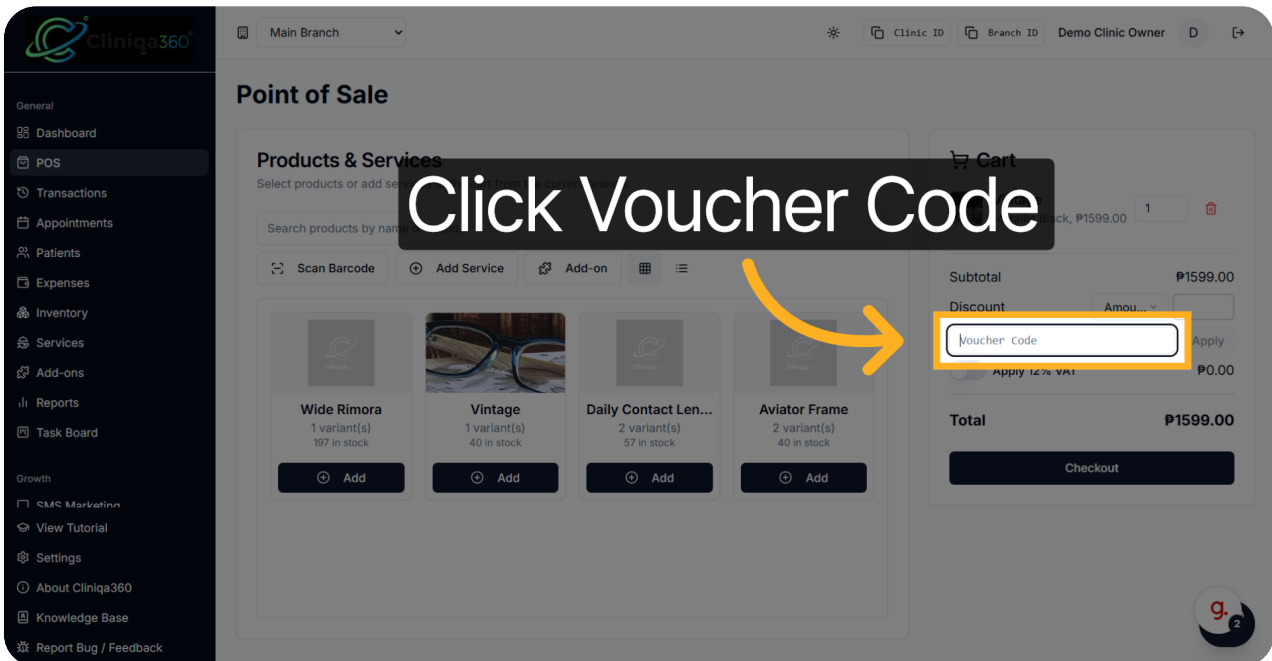 Cliniqa360°
Main Branch
Clinic ID
Branch ID
Demo Clinic Owner
D
General
Dashboard
POS
Transactions
Appointments
Patients
Expenses
Inventory
Services
Add-ons
Reports
Task Board
Growth
SMS Marketing
View Tutorial
Settings
About Cliniqa360
Knowledge Base
Report Bug / Feedback
Point of Sale
Products & Services
Select products or add
Search products by name
Click Voucher Code
Scan Barcode
Add Service
Add-on
Wide Rimora
1 variant(s)
197 in stock
Add
Vintage
1 variant(s)
40 in stock
Add
Daily Contact Len...
2 variant(s)
57 in stock
Add
Aviator Frame
2 variant(s)
40 in stock
Add
Cart
Black, ₱1599.00
1
Subtotal
₱1599.00
Discount
Amou...
Voucher Code
Apply
Apply 12% VAT
₱0.00
Total
₱1599.00
Checkout
g.
2